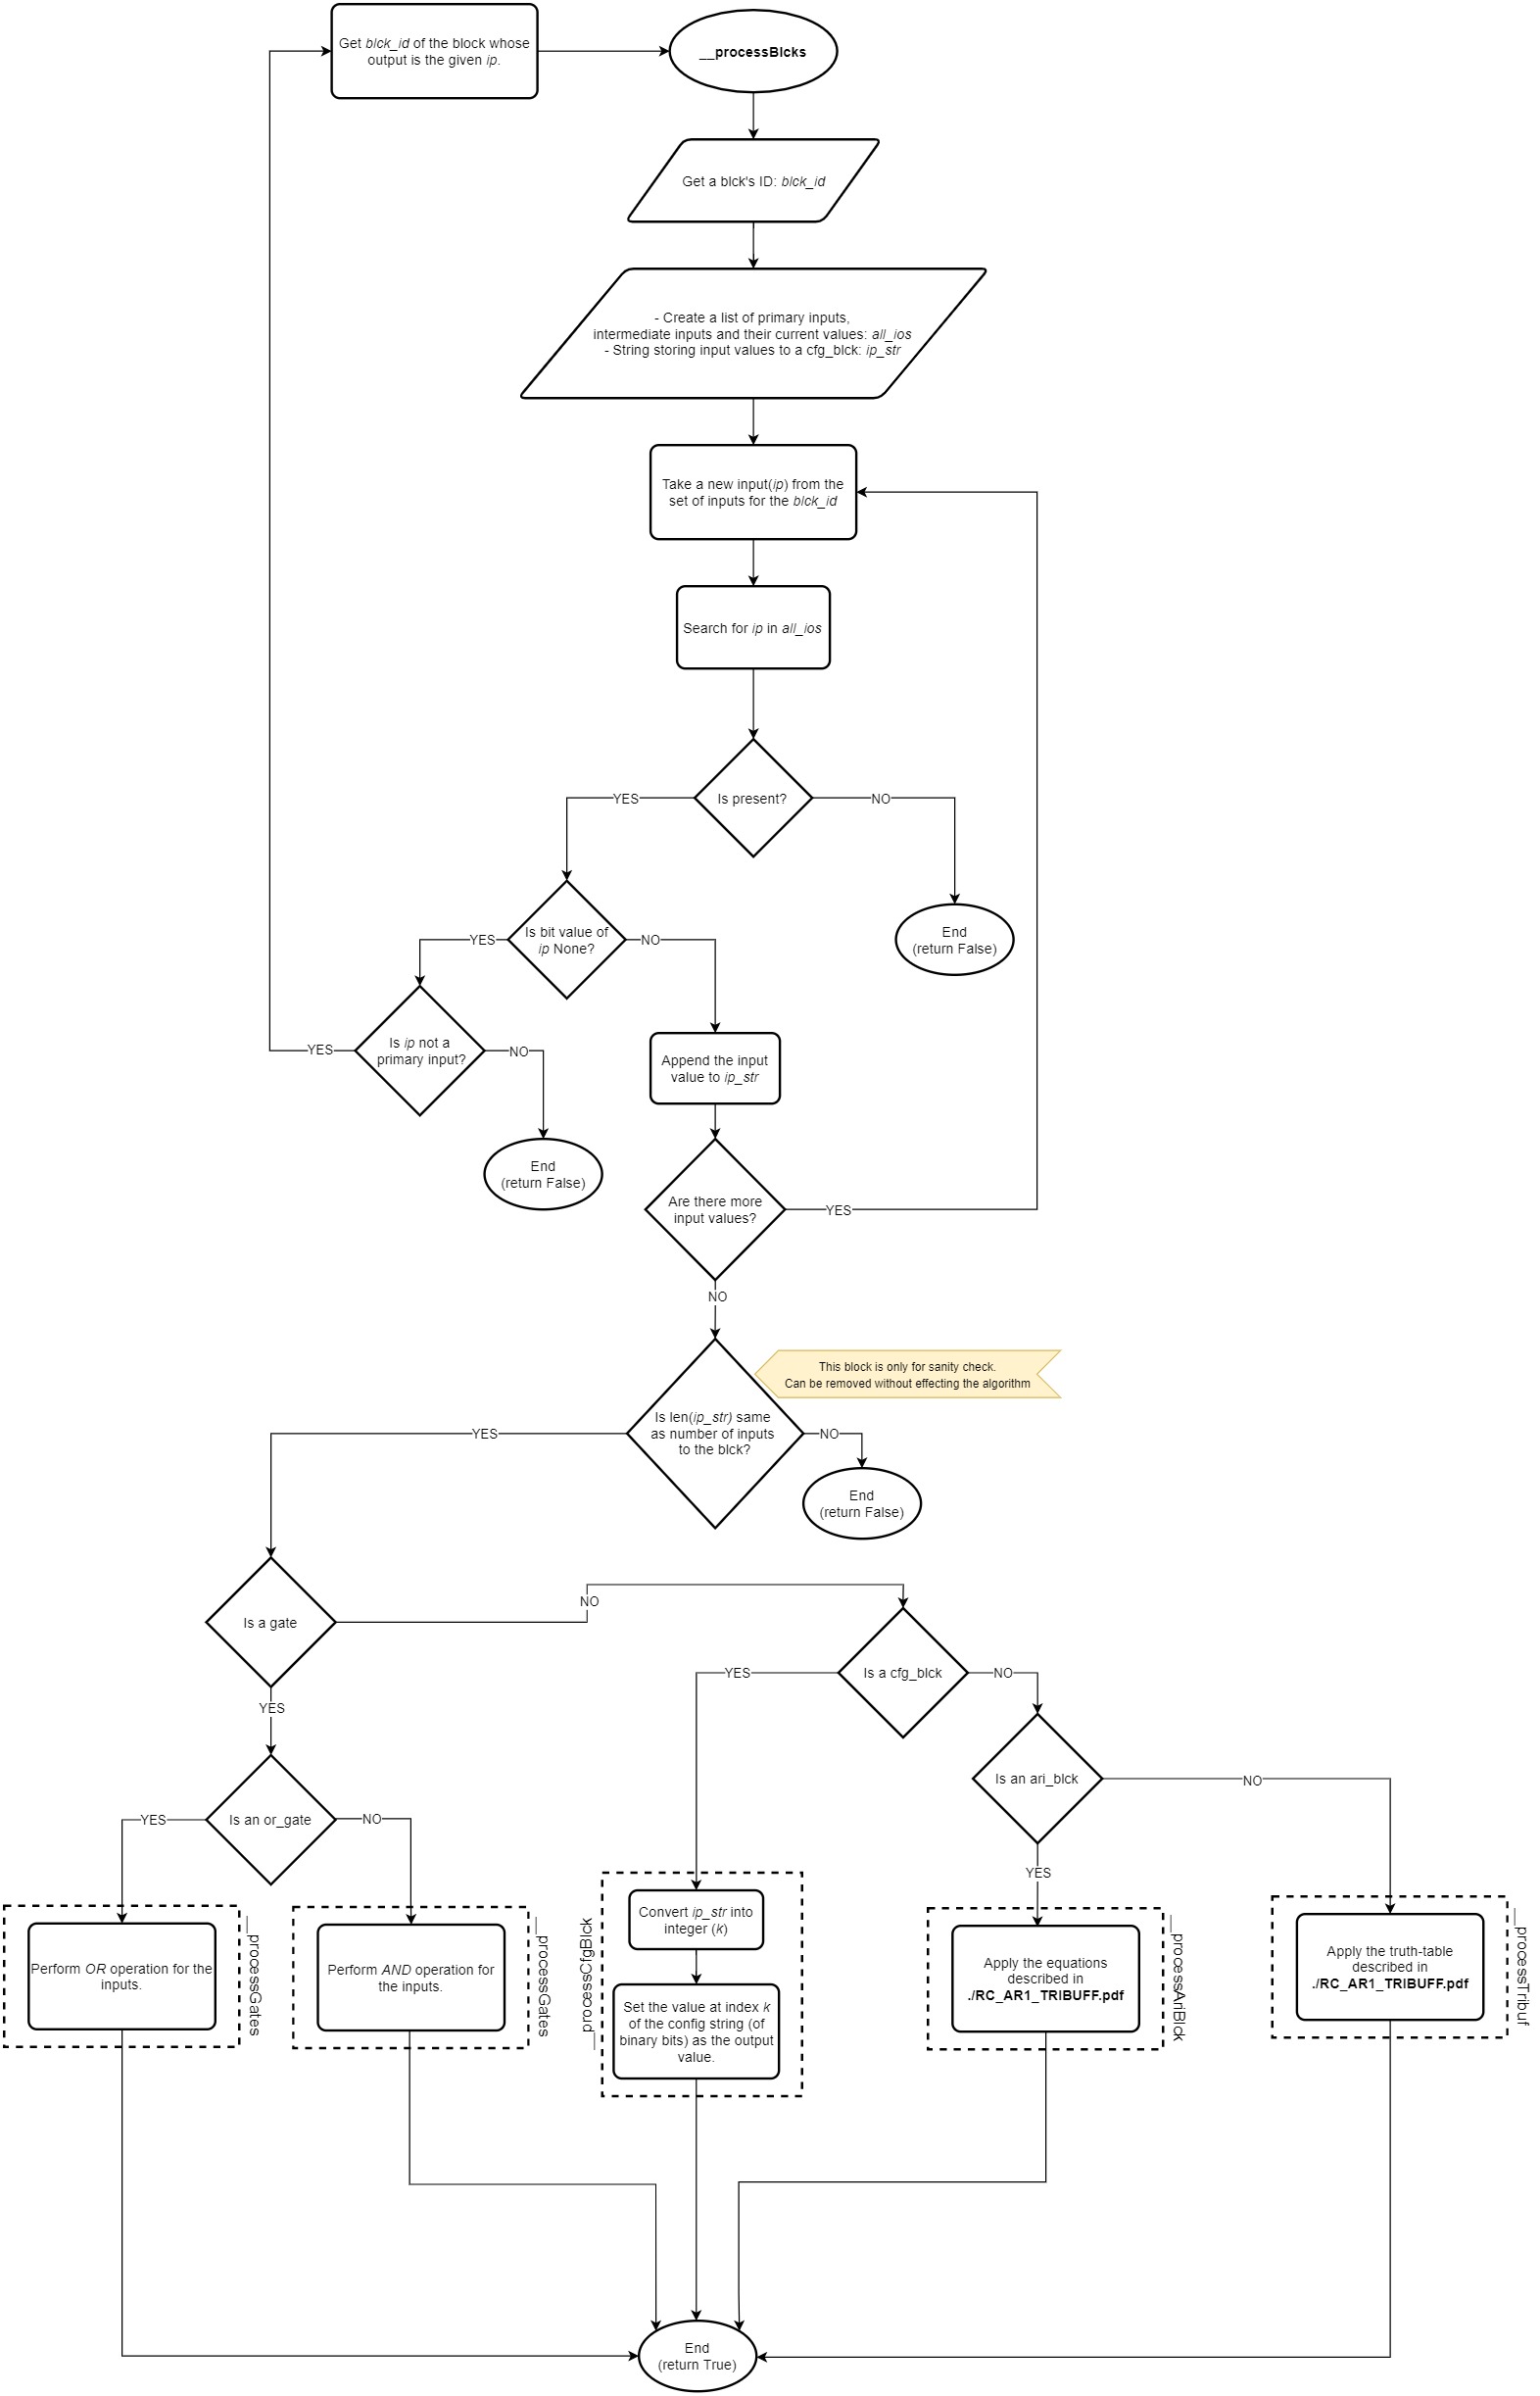 Get blck_id of the block whose
output is the given ip.
__processBlcks
Get a blck's ID: blck_id
- Create a list of primary inputs,
intermediate inputs and their current values: all_ios
- String storing input values to a cfg_blck: ip_str
Take a new input(ip) from the
set of inputs for the blck_id
Search for ip in all_ios
Is present?
YES
NO
Is bit value of
ip None?
YES
NO
End
(return False)
Is ip not a
primary input?
YES
NO
Append the input
value to ip_str
End
(return False)
Are there more
input values?
YES
NO
This block is only for sanity check.
Can be removed without effecting the algorithm
Is len(ip_str) same
as number of inputs
to the blck?
YES
NO
End
(return False)
Is a gate
NO
YES
Is a cfg_blck
YES
NO
Is an ari_blck
NO
YES
Is an or_gate
YES
NO
Perform OR operation for the
inputs.
__processGates
Perform AND operation for
the inputs.
__processGates
__processCfgBlck
Convert ip_str into
integer (k)
Set the value at index k
of the config string (of
binary bits) as the output
value.
Apply the equations
described in
./RC_AR1_TRIBUFF.pdf
__processAriBlck
Apply the truth-table
described in
./RC_AR1_TRIBUFF.pdf
__processTribuf
End
(return True)